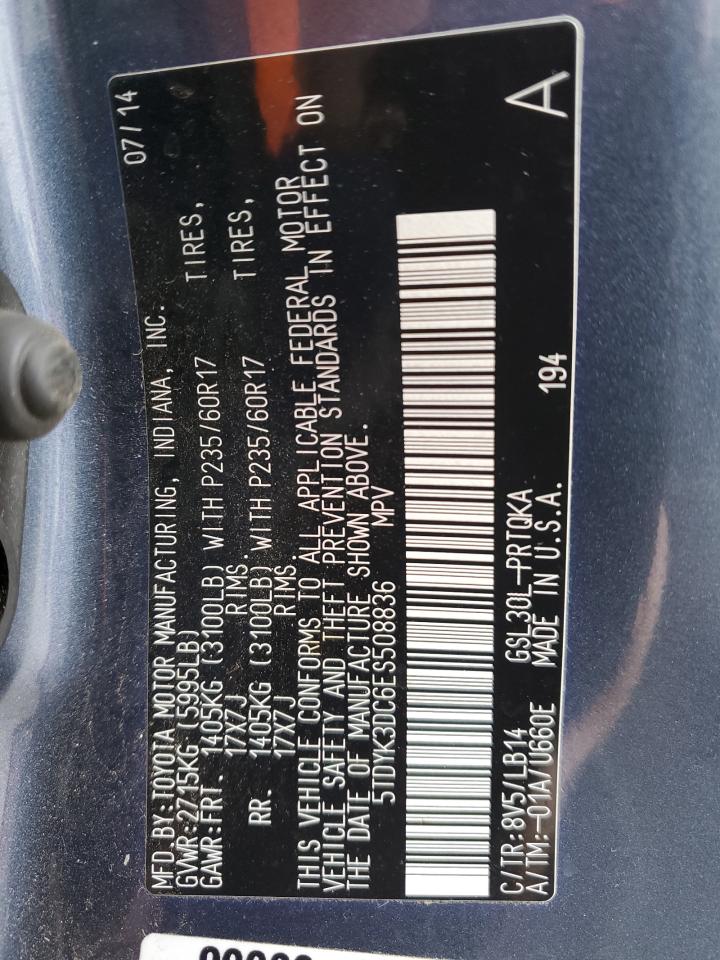 MFD. BY:TOYOTA MOTOR MANUFACTURING, INDIANA, INC. 07/14
GVWR:2715KG (5995LB)
GAWR:FRT. 1405KG (3100LB) WITH P235/60R17 TIRES,
17X7J RIMS.
RR. 1405KG (3100LB) WITH P235/60R17 TIRES,
17X7J RIMS.
THIS VEHICLE CONFORMS TO ALL APPLICABLE FEDERAL MOTOR
VEHICLE SAFETY AND THEFT PREVENTION STANDARDS IN EFFECT ON
THE DATE OF MANUFACTURE SHOWN ABOVE.
5TDYK3DC6ES508836 MPV
C/TR:8V5/LB14 GSL30L-PRTQKA
A/TM:-01A/U660E MADE IN U.S.A. 194 A